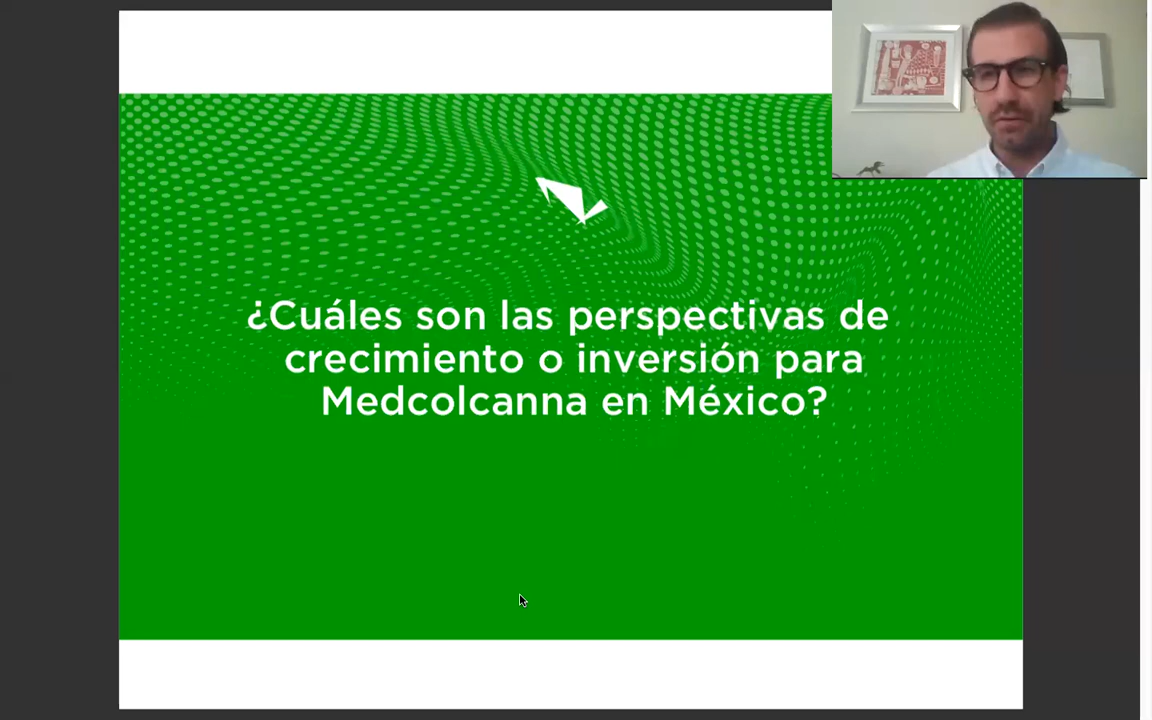 ¿Cuáles son las perspectivas de
crecimiento o inversión para
Medcolcanna en México?